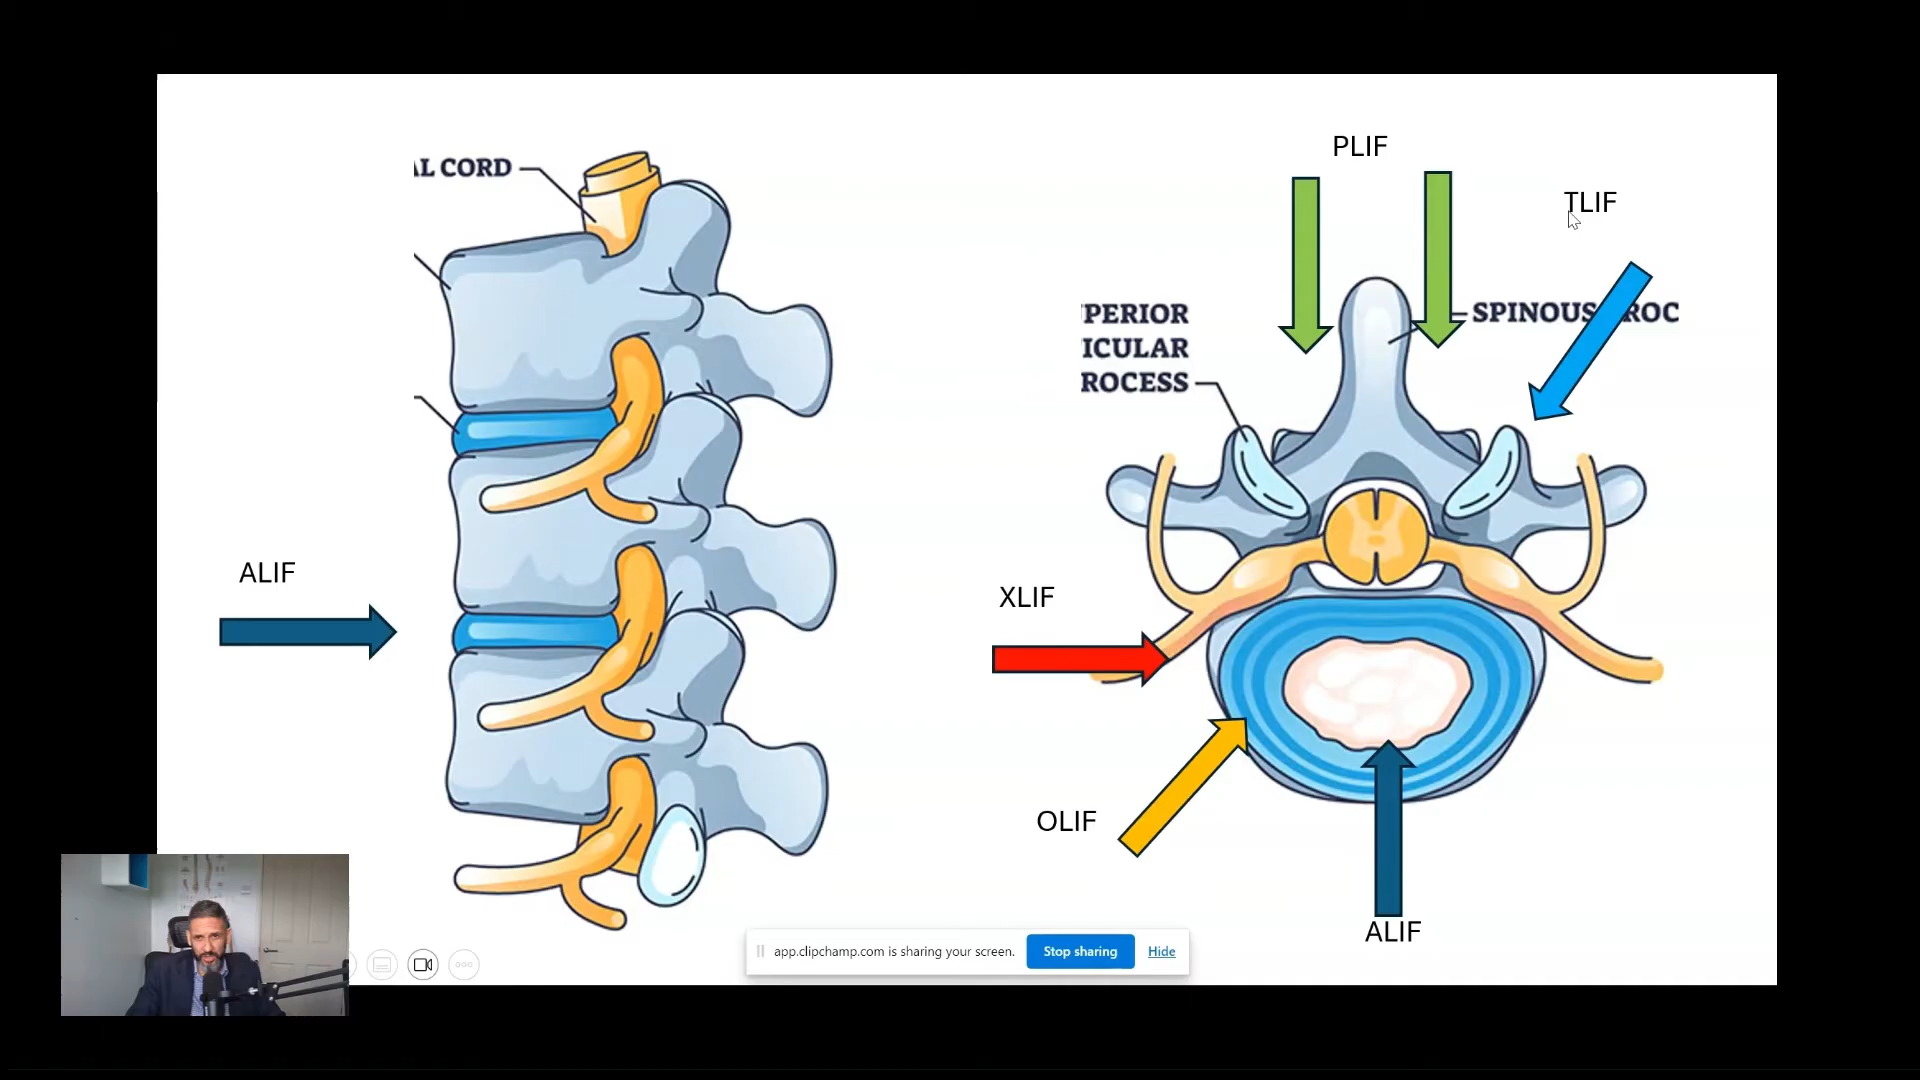 AL CORD
ALIF
PLIF
TLIF
PERIOR
ICULAR
ROCESS
SPINOUS ROC
XLIF
OLIF
ALIF
app.clipchamp.com is sharing your screen.
Stop sharing
Hide